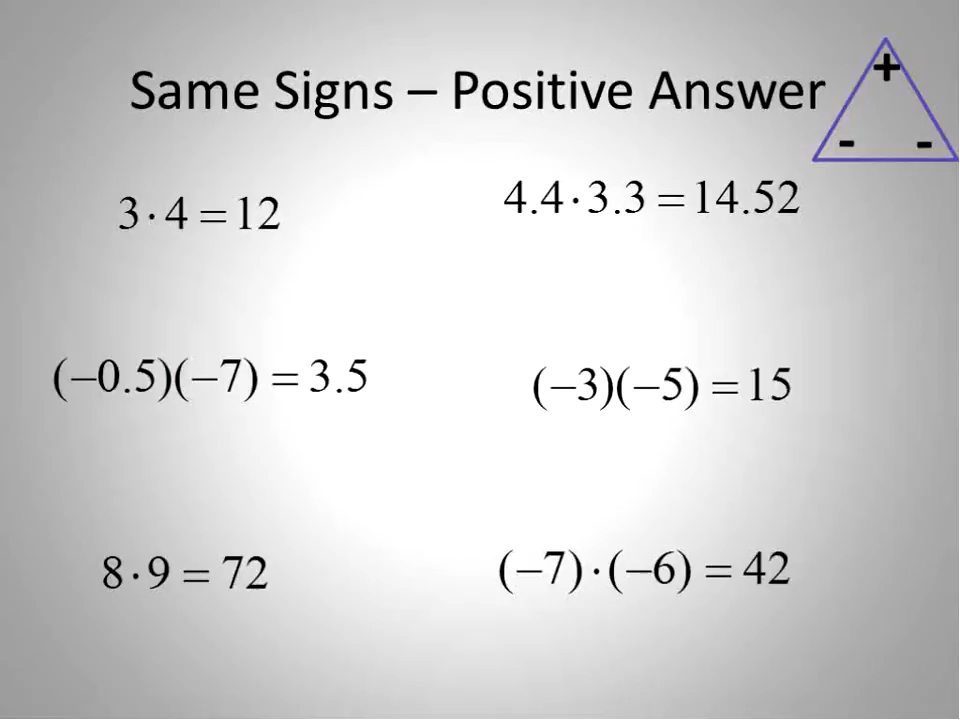 Same Signs – Positive Answer
+
- -
3 · 4 = 12
4.4 · 3.3 = 14.52
(−0.5)(−7) = 3.5
(−3)(−5) = 15
8 · 9 = 72
(−7) · (−6) = 42